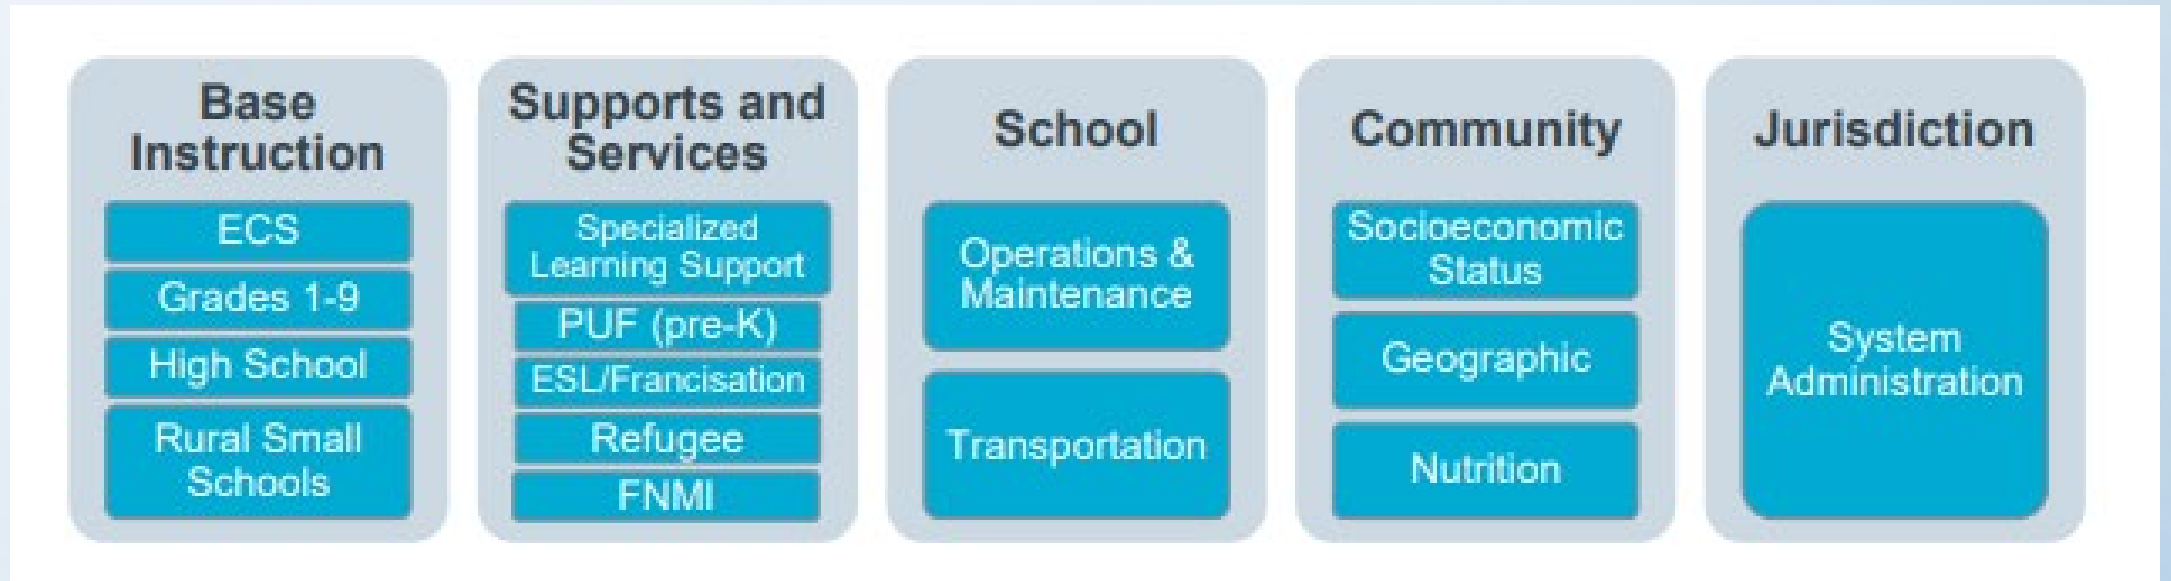 Base
Instruction
ECS
Grades 1-9
High School
Rural Small
Schools
Supports and
Services
Specialized
Learning Support
PUF (pre-K)
ESL/Francisation
Refugee
FNMI
School
Operations &
Maintenance
Transportation
Community
Socioeconomic
Status
Geographic
Nutrition
Jurisdiction
System
Administration